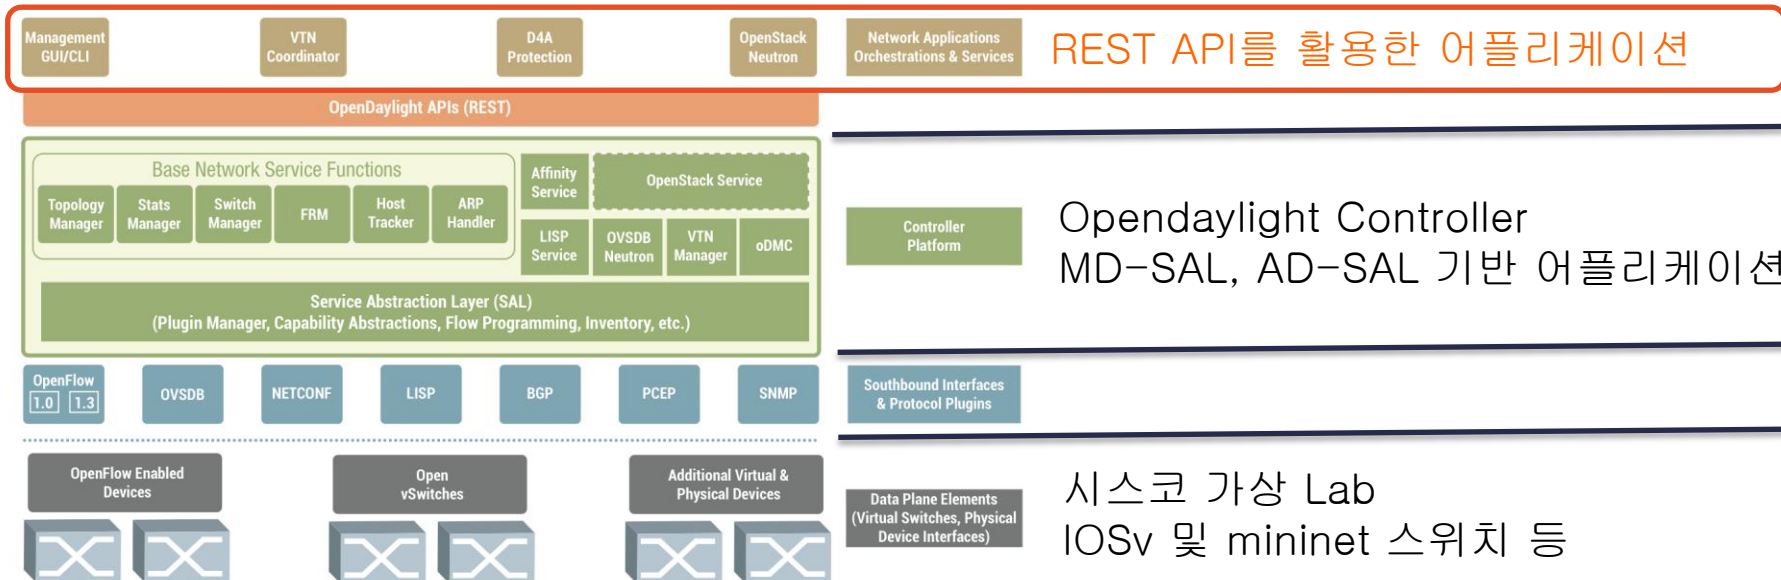 Management
GUI/CLI
VTN
Coordinator
D4A
Protection
OpenStack
Neutron
Network Applications
Orchestrations & Services
REST API를 활용한 어플리케이션
OpenDaylight APIs (REST)
Base Network Service Functions
Topology
Manager
Stats
Manager
Switch
Manager
FRM
Host
Tracker
ARP
Handler
Affinity
Service
OpenStack Service
LISP
Service
OVSDB
Neutron
VTN
Manager
oDMC
Service Abstraction Layer (SAL)
(Plugin Manager, Capability Abstractions, Flow Programming, Inventory, etc.)
Controller
Platform
Opendaylight Controller
MD-SAL, AD-SAL 기반 어플리케이션
OpenFlow
1.0 1.3
OVSDB
NETCONF
LISP
BGP
PCEP
SNMP
Southbound Interfaces
& Protocol Plugins
OpenFlow Enabled
Devices
Open
vSwitches
Additional Virtual &
Physical Devices
Data Plane Elements
(Virtual Switches, Physical
Device Interfaces)
시스코 가상 Lab
IOSv 및 mininet 스위치 등